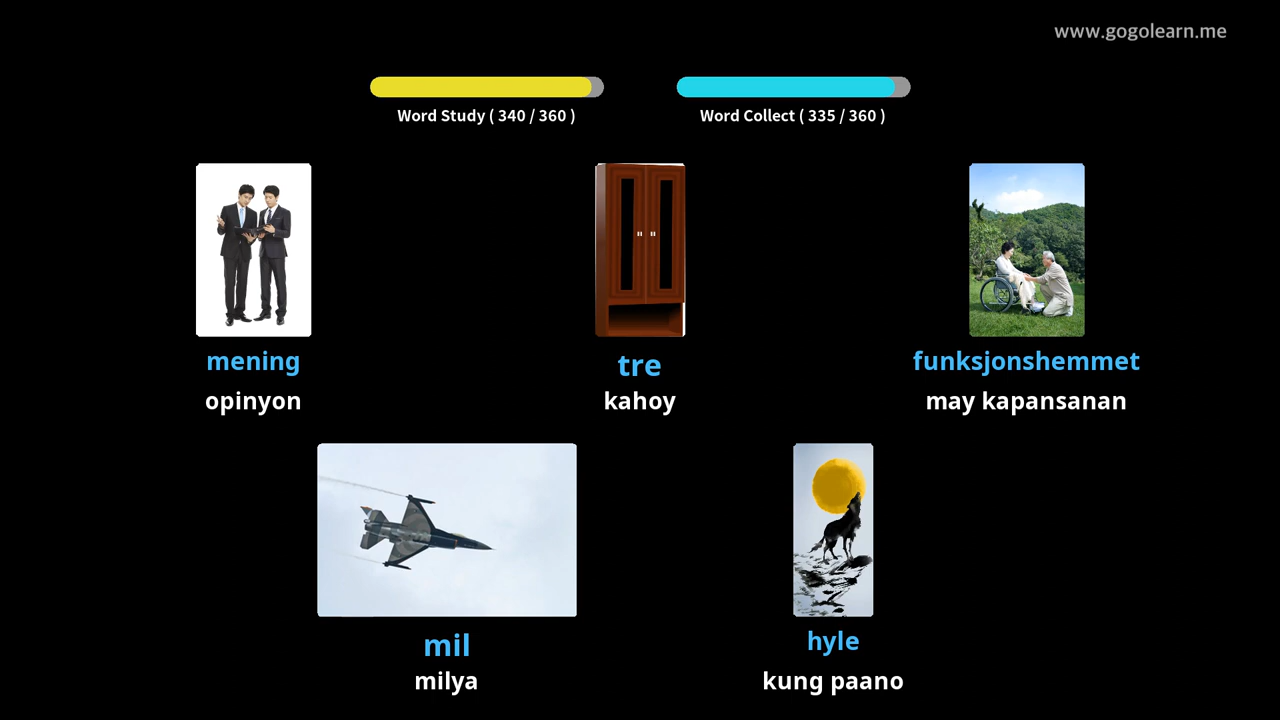 www.gogolearn.me
Word Study ( 340 / 360 )
Word Collect ( 335 / 360 )
mening
opinyon
tre
kahoy
funksjonshemmet
may kapansanan
mil
milya
hyle
kung paano